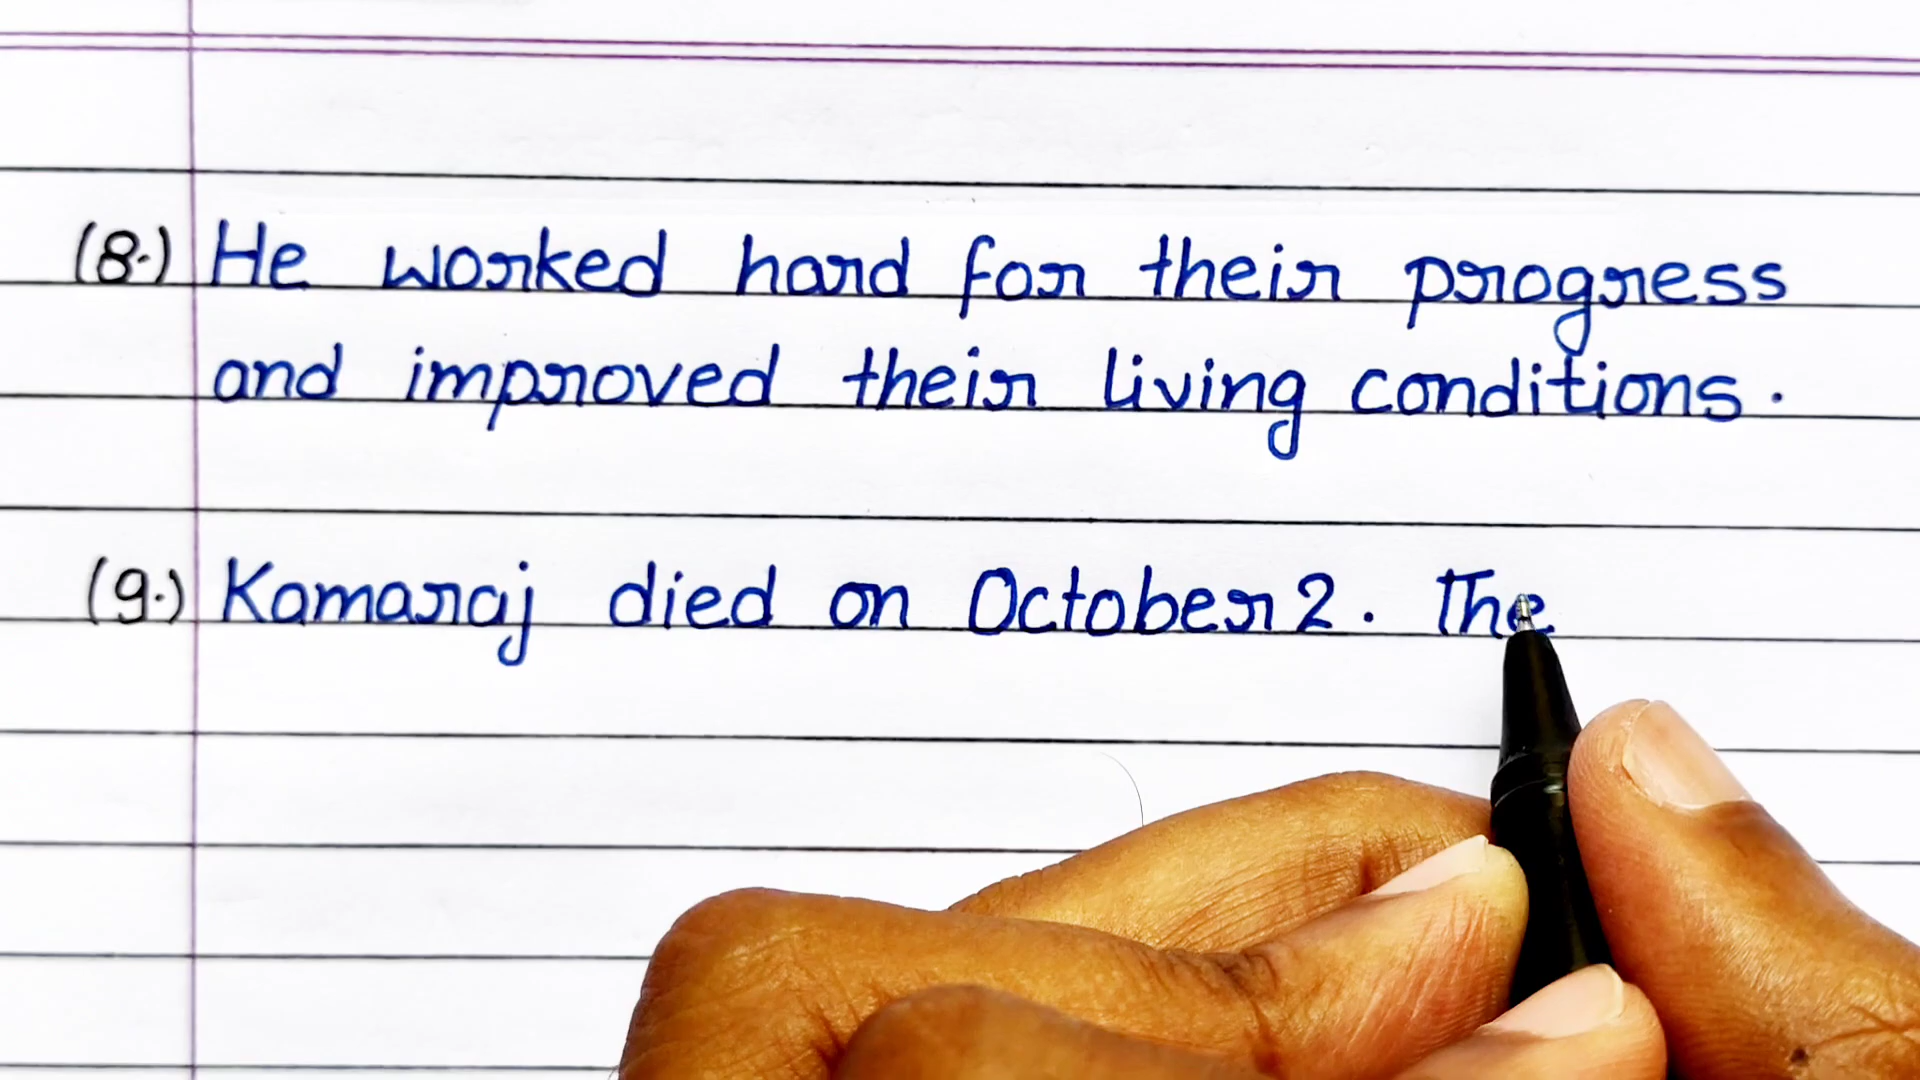 (8.) He worked hard for their progress
and improved their living conditions.
(9.) Kamaraj died on October 2. The